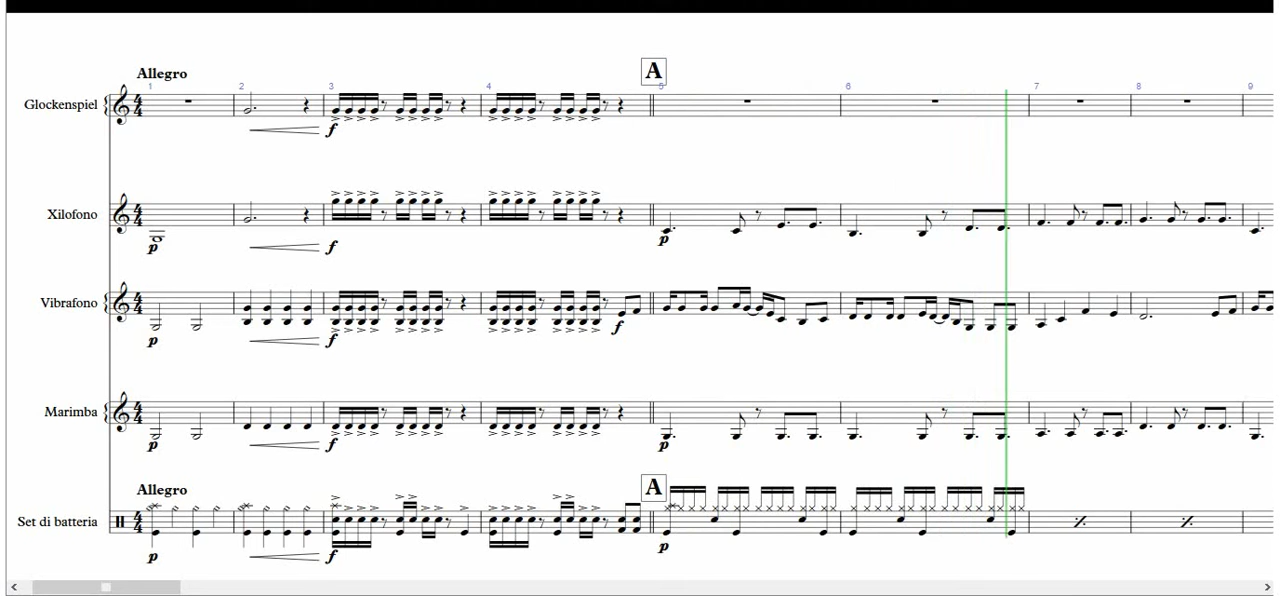 Allegro
A
1 2 3 4 5 6 7 8 9
Glockenspiel
f
Xilofono
p f p
Vibrafono
p f f
Marimba
p f p
Allegro
A
Set di batteria
p f p